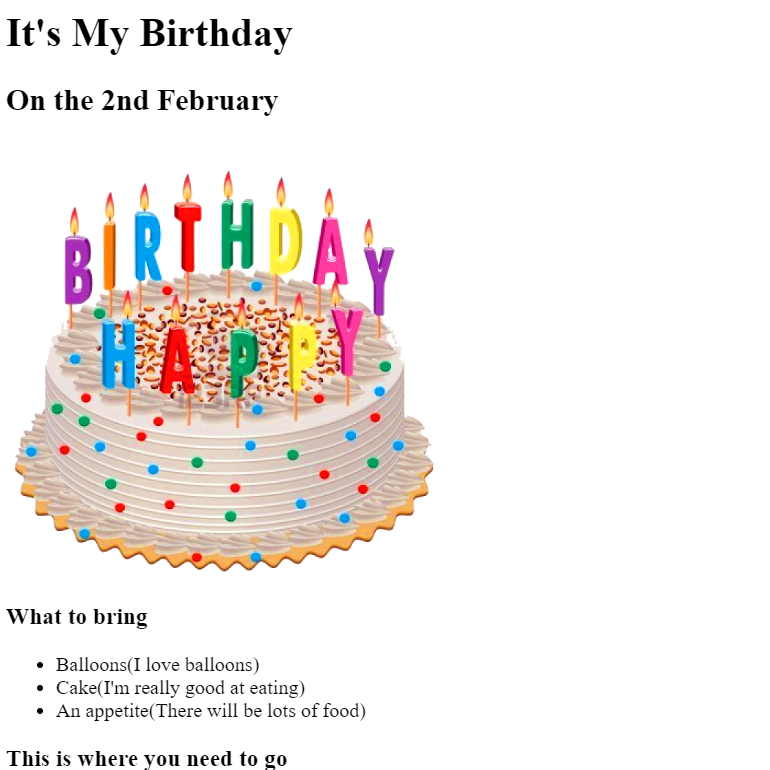 It's My Birthday
On the 2nd February
BIRTHDAY
HAPPY
What to bring
Balloons(I love balloons)
Cake(I'm really good at eating)
An appetite(There will be lots of food)
This is where you need to go